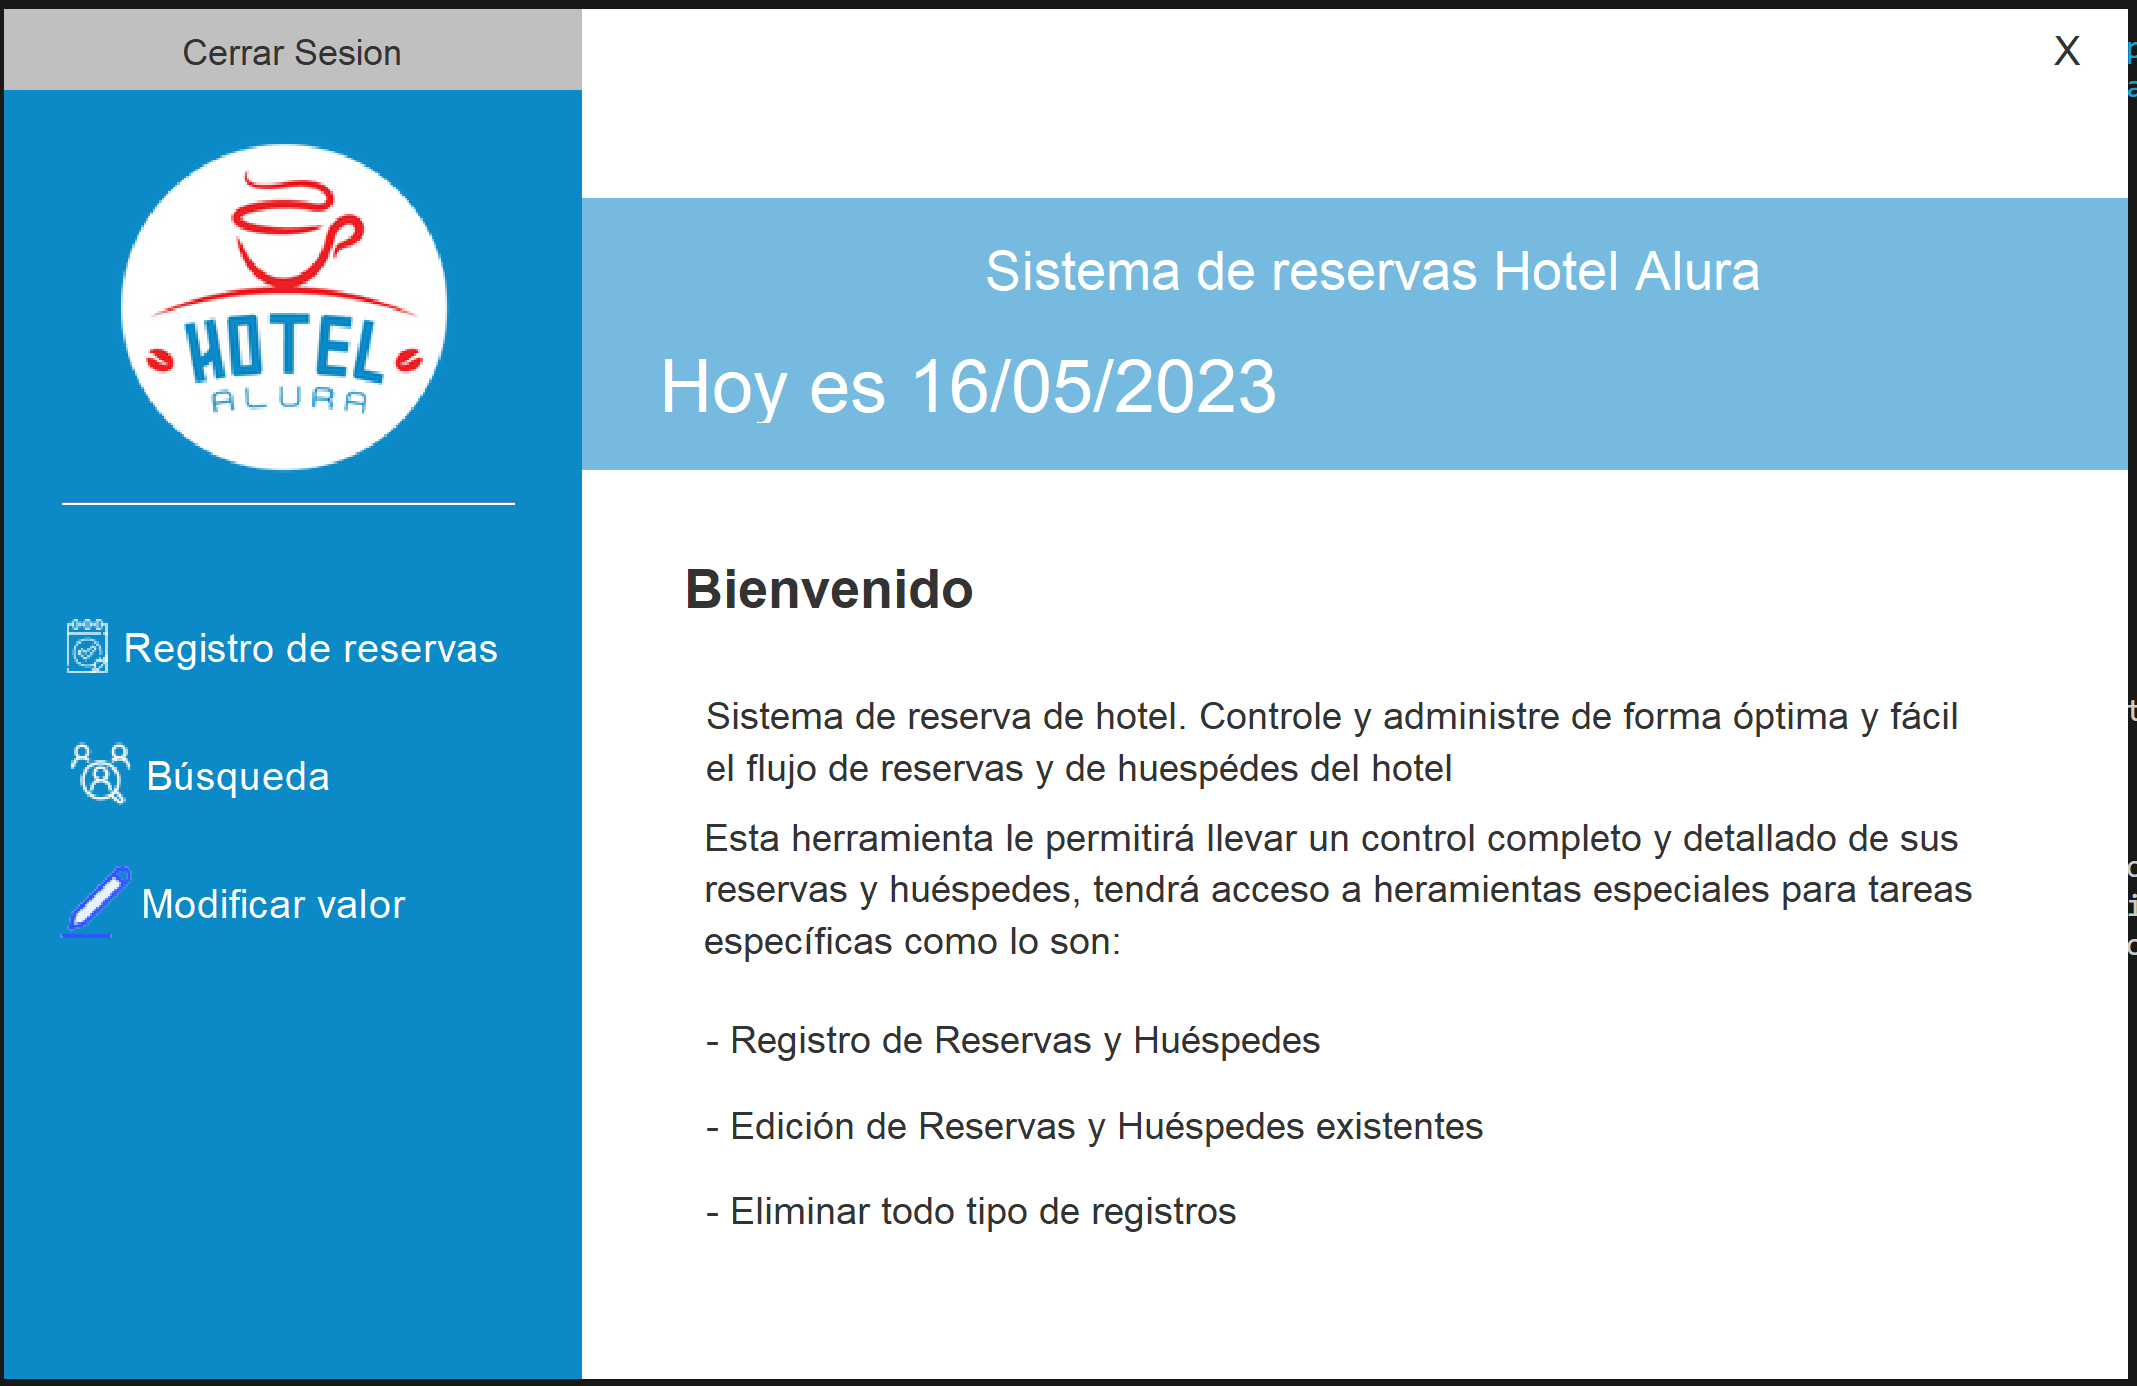 Cerrar Sesion
X
HOTEL
ALURA
Sistema de reservas Hotel Alura
Hoy es 16/05/2023
Registro de reservas
Búsqueda
Modificar valor
Bienvenido
Sistema de reserva de hotel. Controle y administre de forma óptima y fácil
el flujo de reservas y de huespédes del hotel
Esta herramienta le permitirá llevar un control completo y detallado de sus
reservas y huéspedes, tendrá acceso a heramientas especiales para tareas
específicas como lo son:
- Registro de Reservas y Huéspedes
- Edición de Reservas y Huéspedes existentes
- Eliminar todo tipo de registros